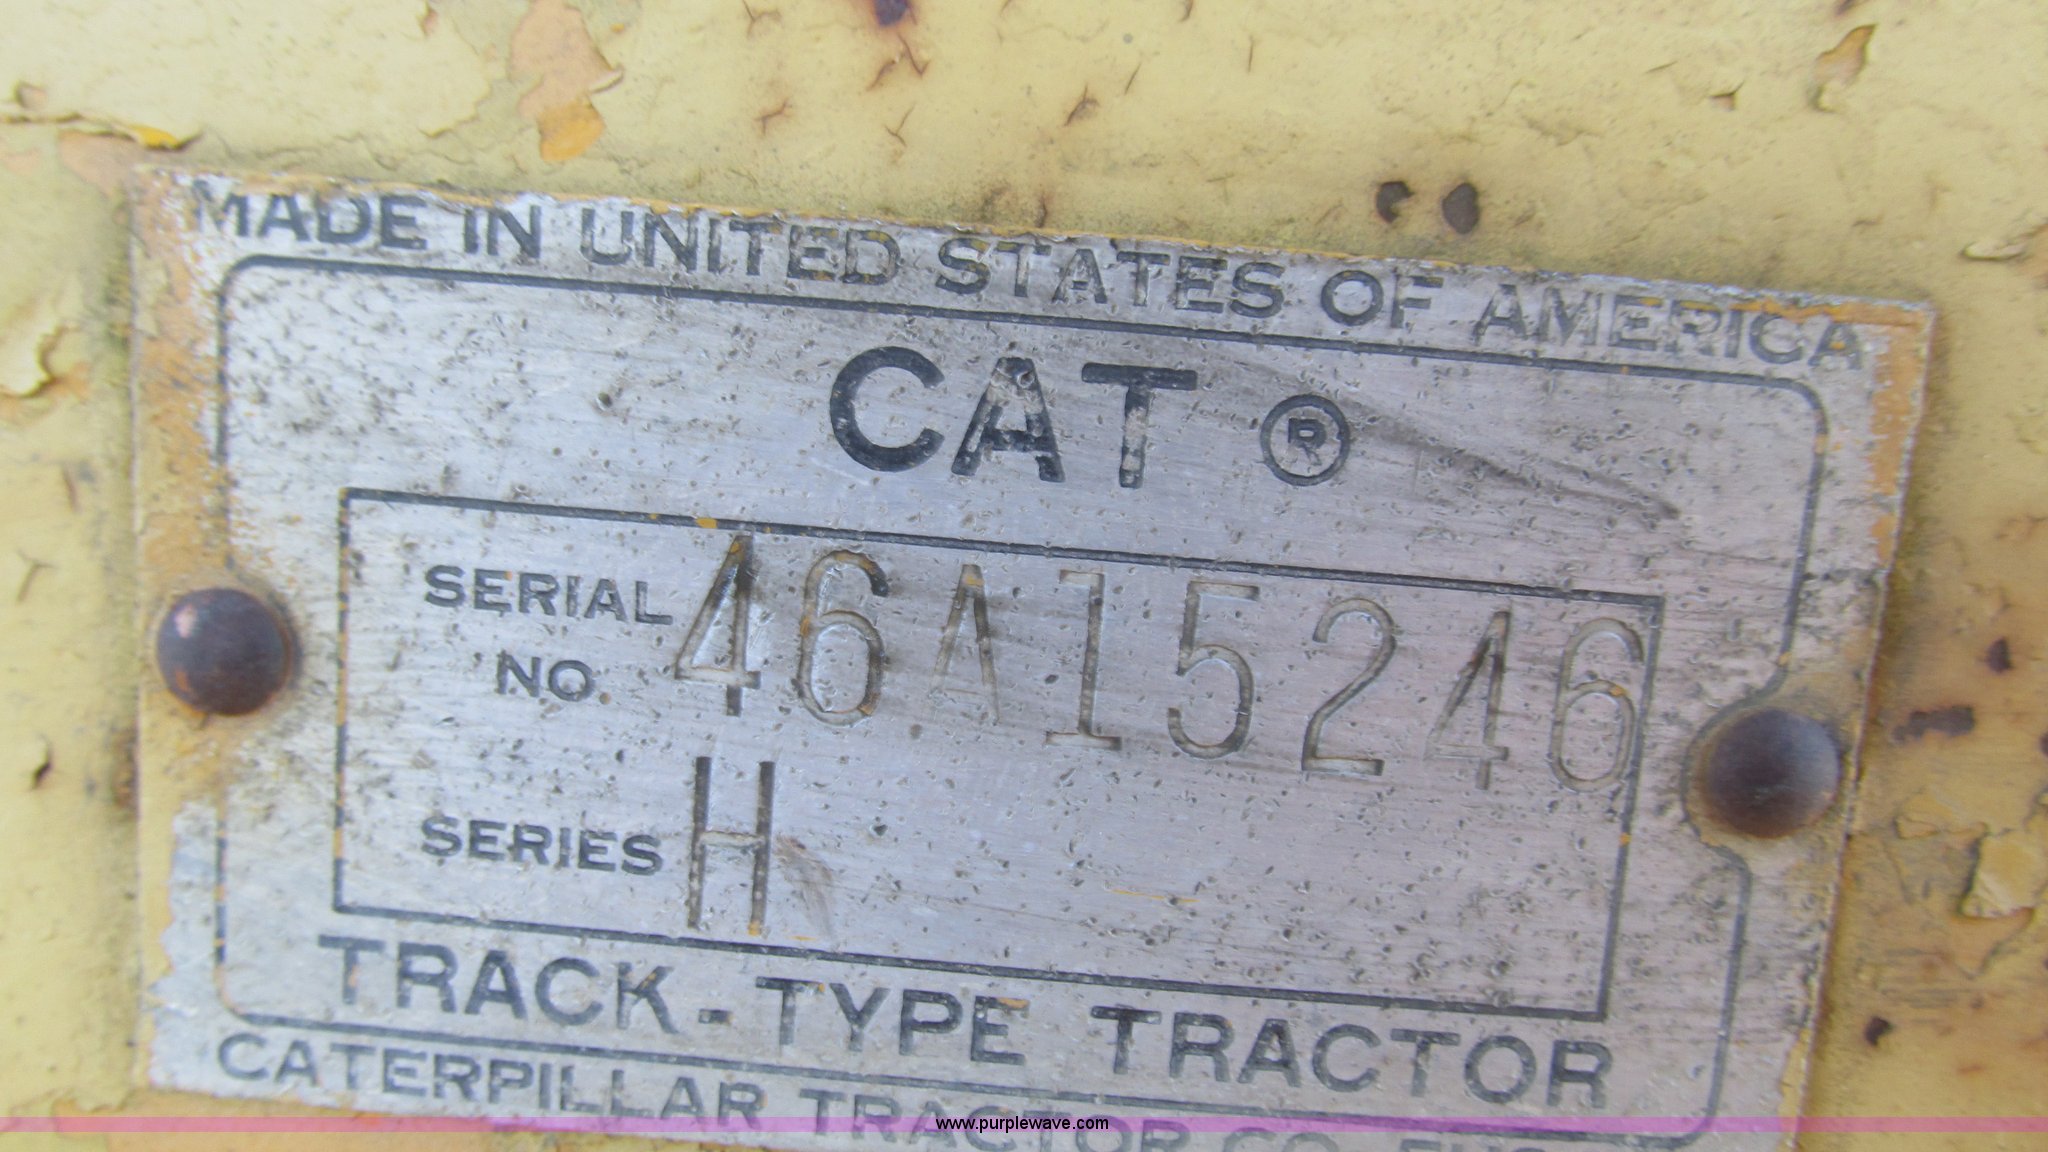 MADE IN UNITED STATES OF AMERICA
CAT ®
SERIAL NO 46A15246
SERIES H
TRACK-TYPE TRACTOR
CATERPILLAR TRACTOR CO.
www.purplewave.com